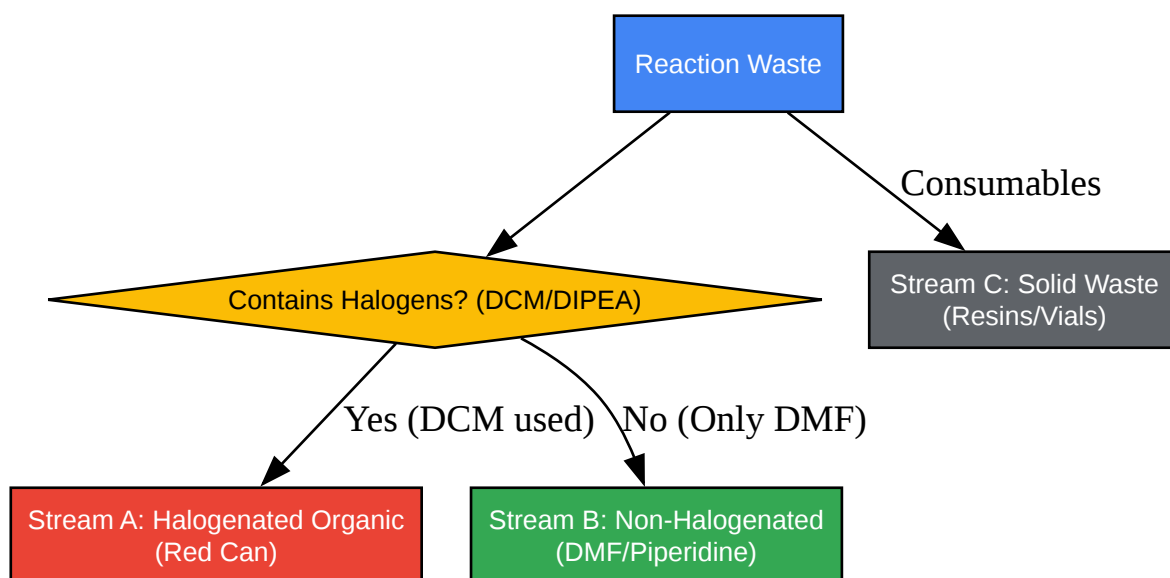 Reaction Waste
Consumables
Contains Halogens? (DCM/DIPEA)
Stream C: Solid Waste
(Resins/Vials)
Yes (DCM used)
No (Only DMF)
Stream A: Halogenated Organic
(Red Can)
Stream B: Non-Halogenated
(DMF/Piperidine)